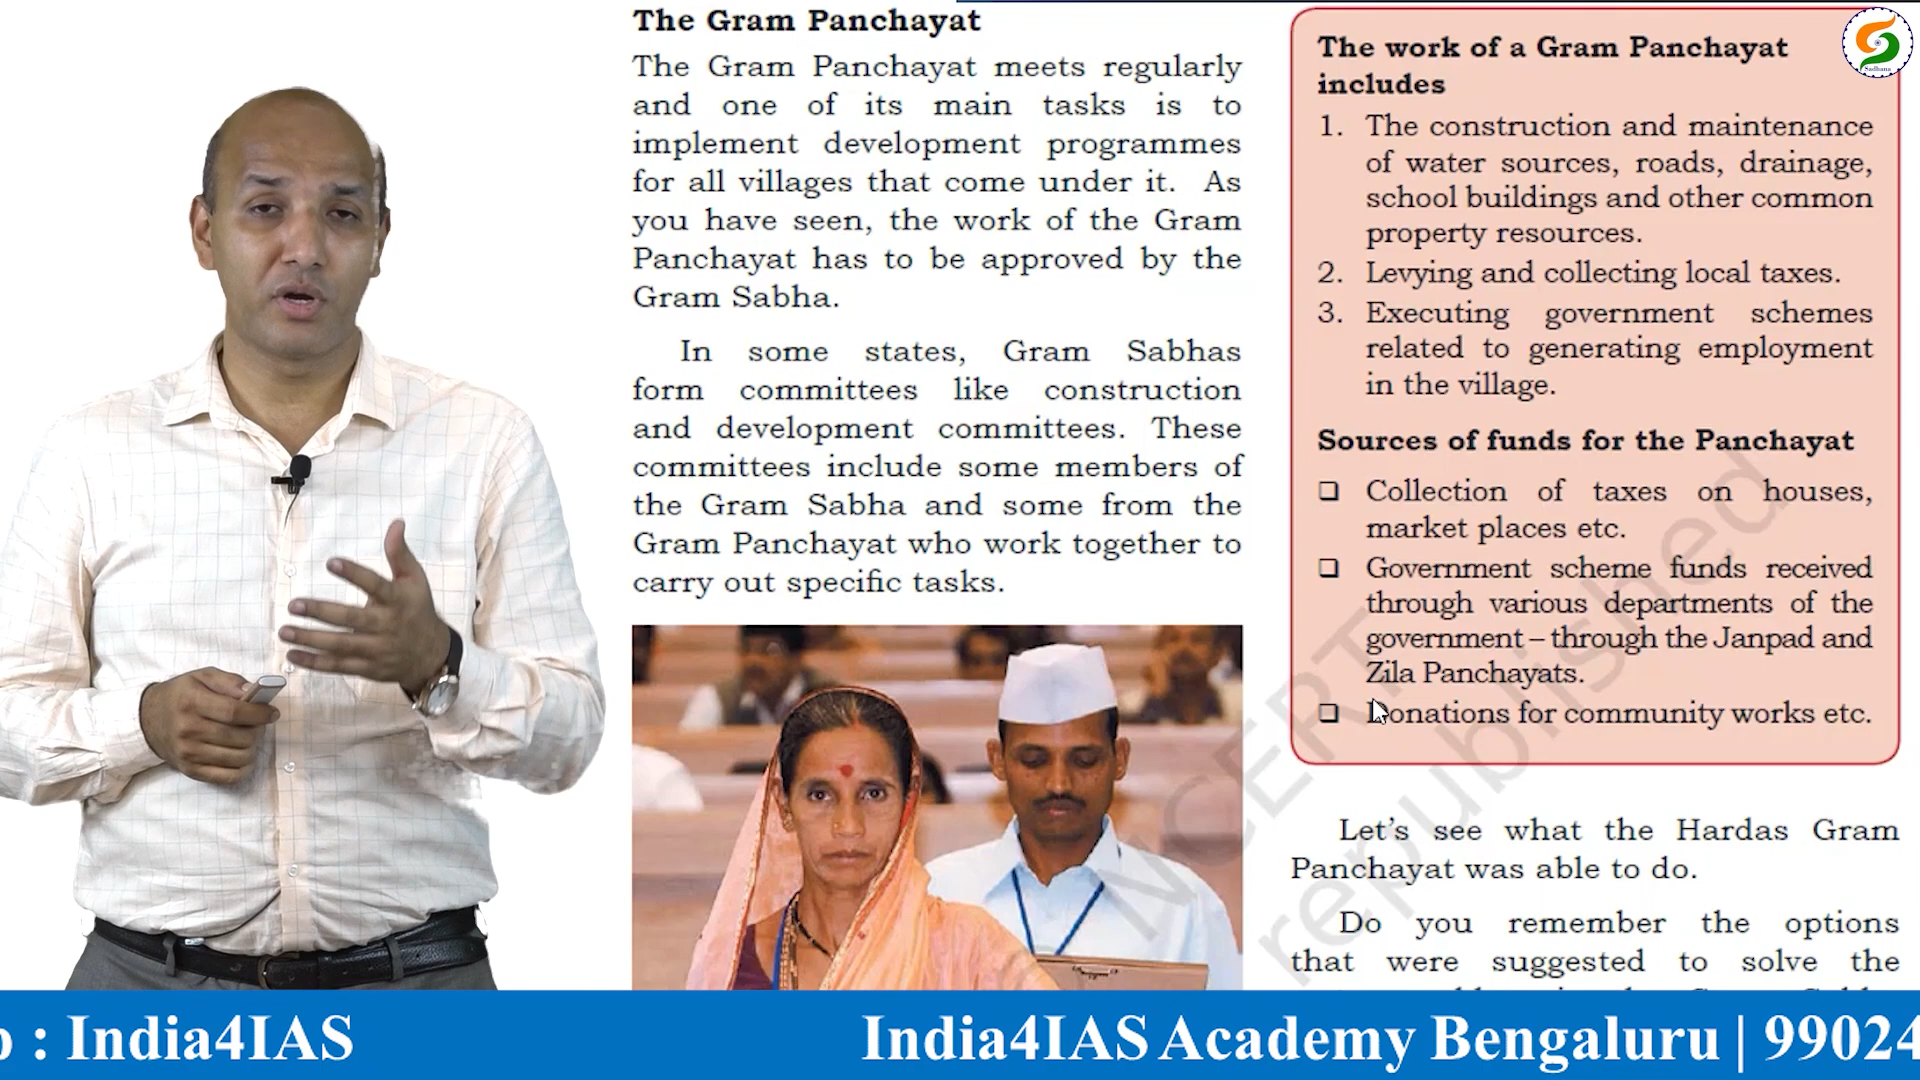 The Gram Panchayat
The Gram Panchayat meets regularly
and one of its main tasks is to
implement development programmes
for all villages that come under it. As
you have seen, the work of the Gram
Panchayat has to be approved by the
Gram Sabha.
In some states, Gram Sabhas
form committees like construction
and development committees. These
committees include some members of
the Gram Sabha and some from the
Gram Panchayat who work together to
carry out specific tasks.
The work of a Gram Panchayat
includes
1. The construction and maintenance
of water sources, roads, drainage,
school buildings and other common
property resources.
2. Levying and collecting local taxes.
3. Executing government schemes
related to generating employment
in the village.
Sources of funds for the Panchayat
❑ Collection of taxes on houses,
market places etc.
❑ Government scheme funds received
through various departments of the
government – through the Janpad and
Zila Panchayats.
❑ Donations for community works etc.
Let's see what the Hardas Gram
Panchayat was able to do.
Do you remember the options
that were suggested to solve the
NCERT
republished
Sadhana
: India4IAS
India4IAS Academy Bengaluru | 99024